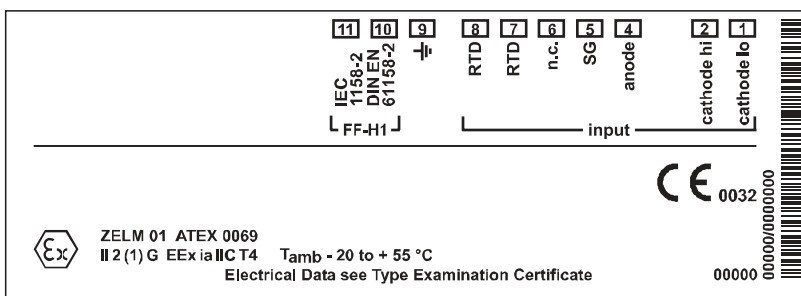 11 10 9 8 7 6 5 4 2 1
IEC
1158-2
DIN EN
61158-2
RTD
RTD
n.c.
SG
anode
cathode hi
cathode lo
FF-H1
input
CE 0032
00000/0000000
Ex
ZELM 01 ATEX 0069
II 2 (1) G EEx ia IIC T4 Tamb - 20 to + 55 °C
Electrical Data see Type Examination Certificate
00000